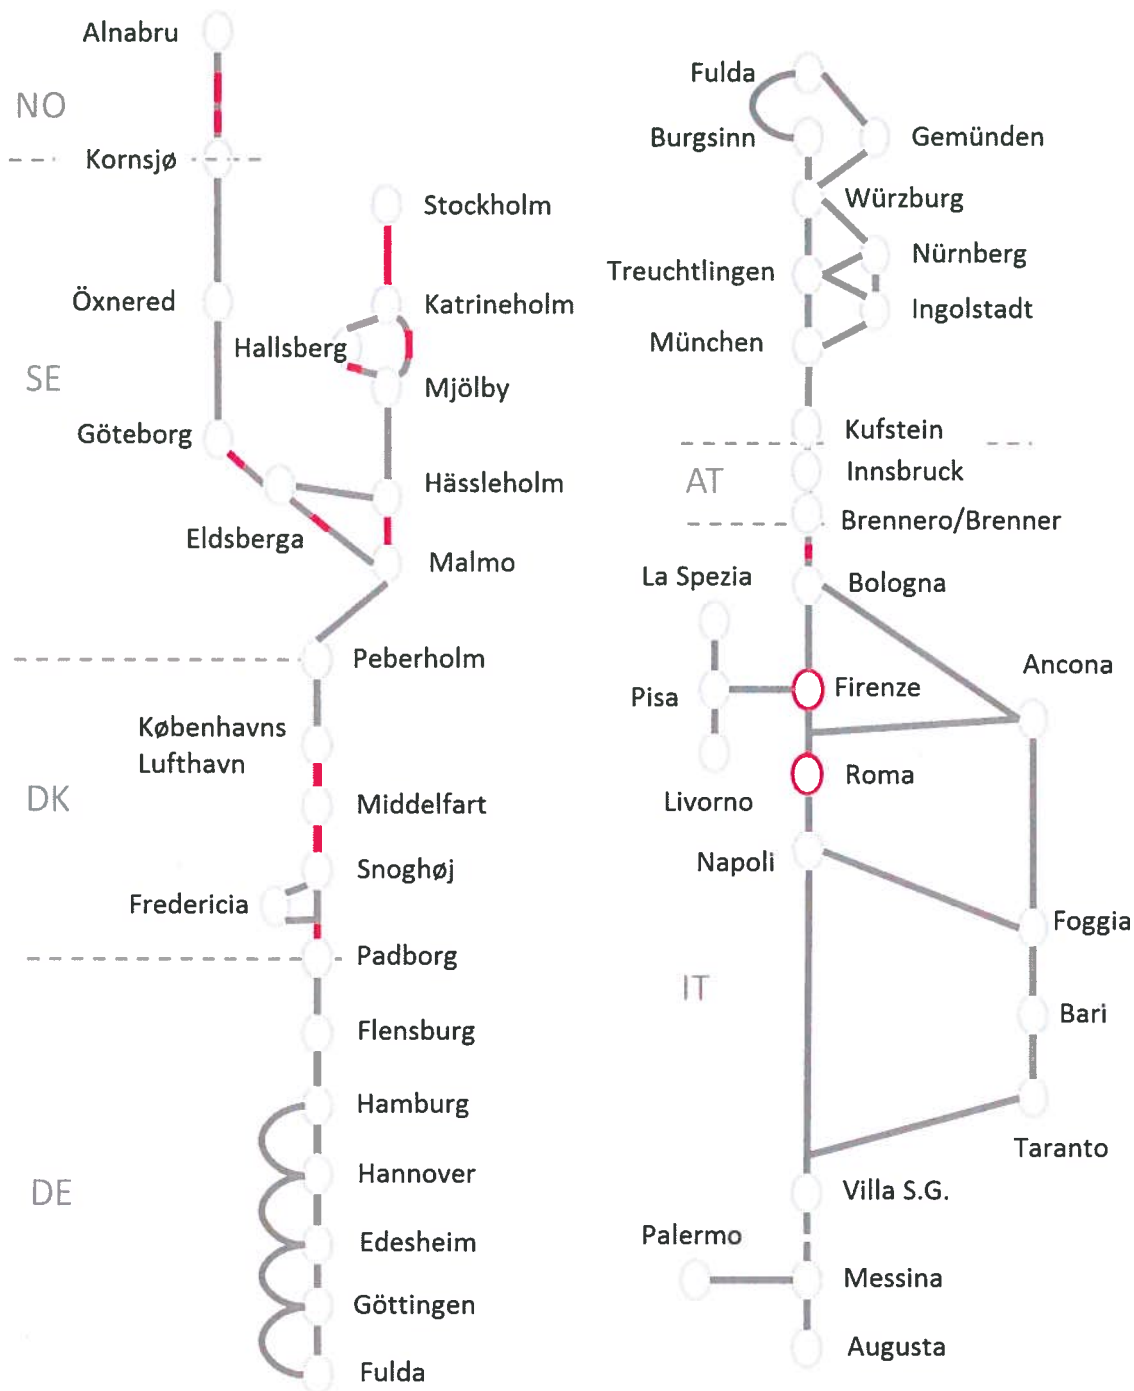 Alnabru
NO
Kornsjø
Stockholm
Öxnered
Katrineholm
Hallsberg
SE
Mjölby
Göteborg
Hässleholm
Eldsberga
Malmo
Peberholm
Københavns
Lufthavn
DK
Middelfart
Snoghøj
Fredericia
Padborg
Flensburg
Hamburg
Hannover
DE
Edesheim
Göttingen
Fulda
Fulda
Burgsinn
Gemünden
Würzburg
Nürnberg
Treuchtlingen
Ingolstadt
München
Kufstein
Innsbruck
AT
Brennero/Brenner
La Spezia
Bologna
Ancona
Pisa
Firenze
Roma
Livorno
Napoli
Foggia
IT
Bari
Taranto
Villa S.G.
Palermo
Messina
Augusta